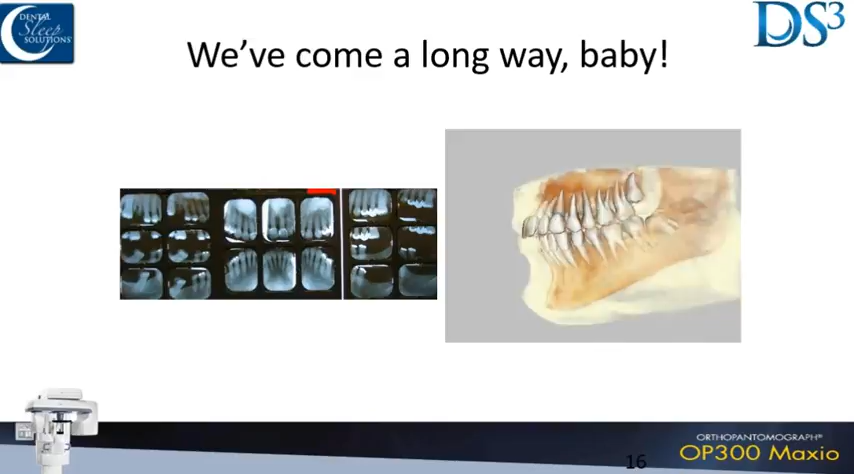 DENTAL
Sleep
SOLUTIONS
DS3
We've come a long way, baby!
ORTHOPANTOMOGRAPH®
OP300 Maxio
16